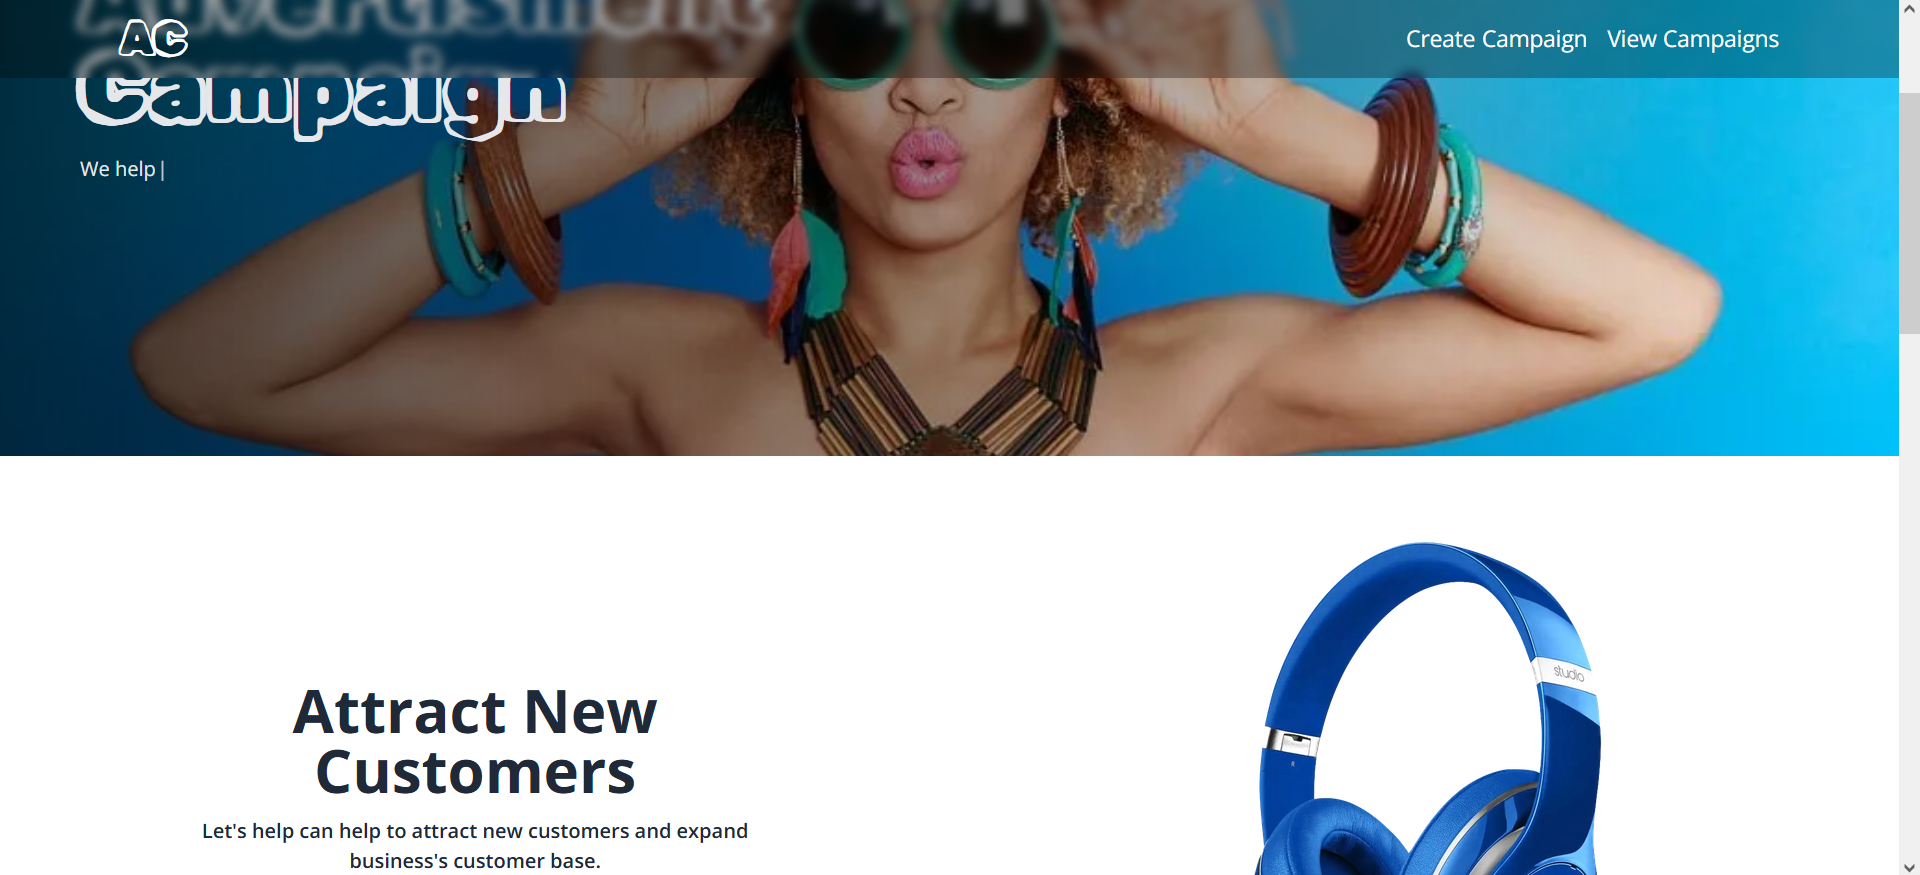 Advertisment
AC
Create Campaign View Campaigns
Campaign
We help|
studio
R
Attract New
Customers
Let's help can help to attract new customers and expand
business's customer base.